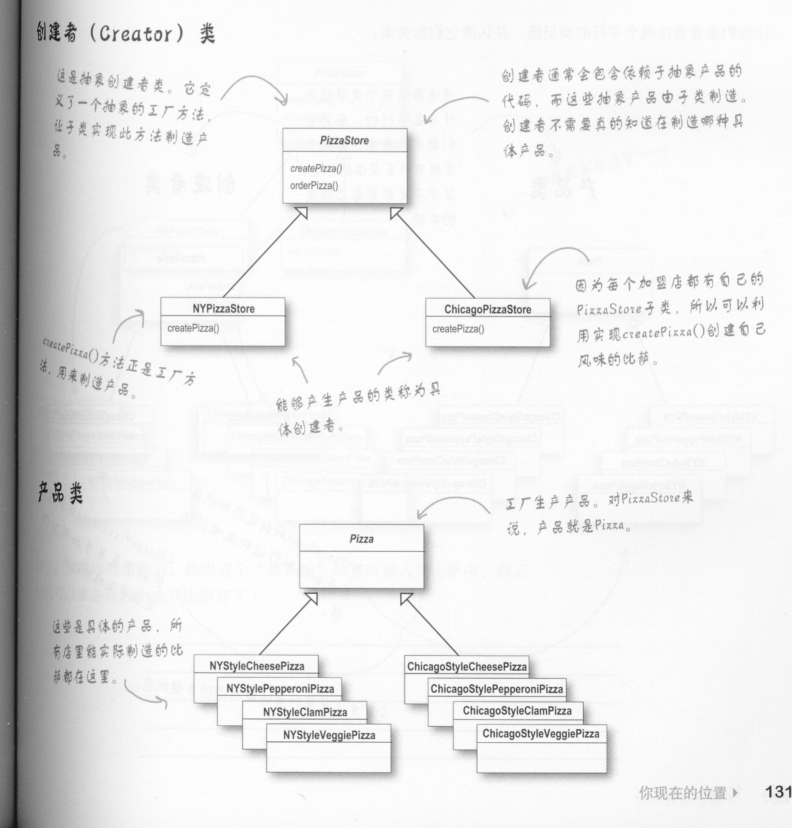 创建者（Creator）类
这是抽象创建者类。它定
义了一个抽象的工厂方法，
让子类实现此方法制造产
品。
创建者通常会包含依赖于抽象产品的
代码，而这些抽象产品由子类制造。
创建者不需要真的知道在制造哪种具
体产品。
PizzaStore
createPizza()
orderPizza()
NYPizzaStore
createPizza()
ChicagoPizzaStore
createPizza()
因为每个加盟店都有自己的
PizzaStore子类，所以可以利
用实现createPizza()创建自己
风味的比萨。
createPizza()方法正是工厂方
法，用来制造产品。
能够产生产品的类称为具
体创建者。
产品类
工厂生产产品。对PizzaStore来
说，产品就是Pizza。
Pizza
这些是具体的产品，所
有店里能实际制造的比
萨都在这里。
NYStyleCheesePizza
NYStylePepperoniPizza
NYStyleClamPizza
NYStyleVeggiePizza
ChicagoStyleCheesePizza
ChicagoStylePepperoniPizza
ChicagoStyleClamPizza
ChicagoStyleVeggiePizza
你现在的位置 131